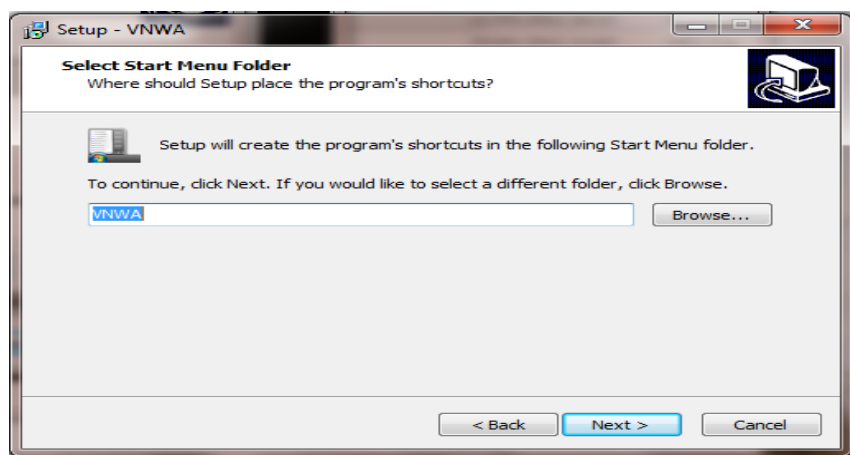 Setup - VNWA
Select Start Menu Folder
Where should Setup place the program's shortcuts?
Setup will create the program's shortcuts in the following Start Menu folder.
To continue, click Next. If you would like to select a different folder, click Browse.
VNWA
Browse...
< Back
Next >
Cancel